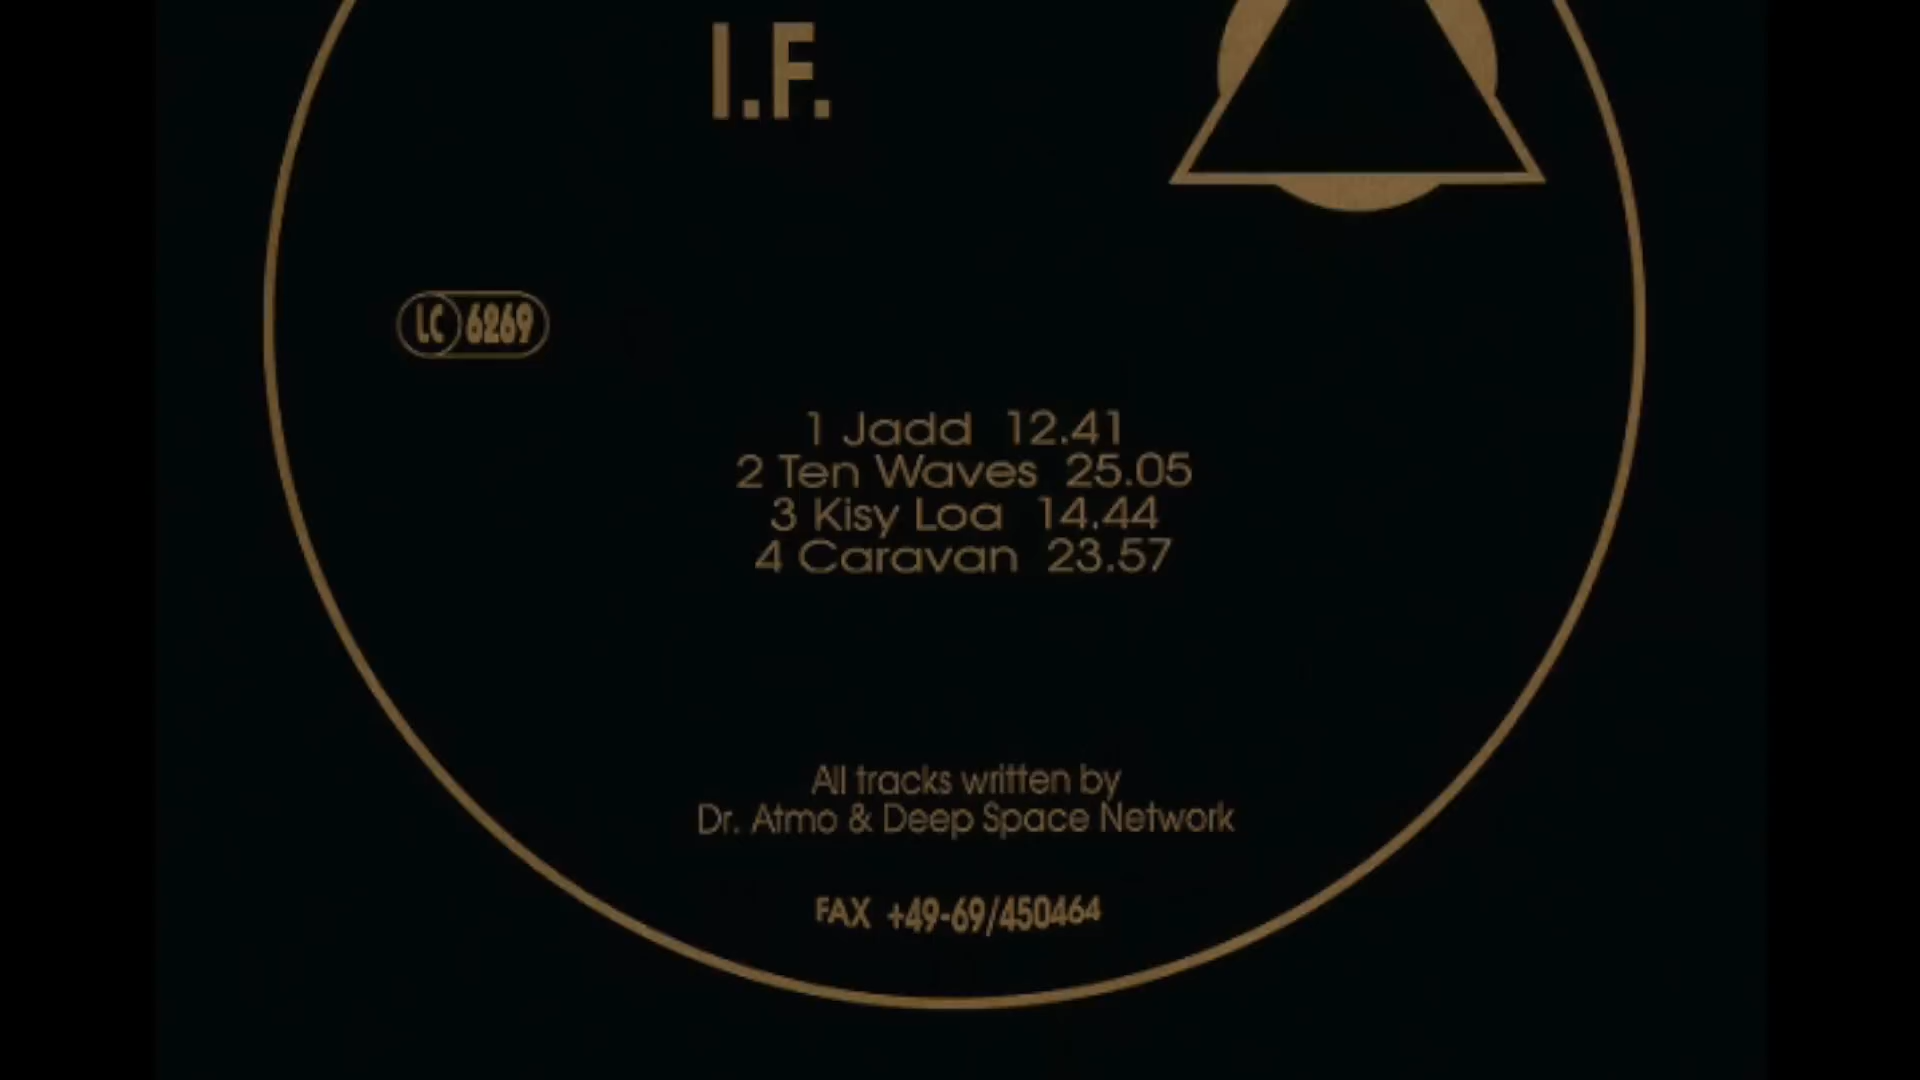 I.F.
LC 6269
1 Jadd 12.41
2 Ten Waves 25.05
3 Kisy Loa 14.44
4 Caravan 23.57
All tracks written by
Dr. Atmo & Deep Space Network
FAX +49-69/450464